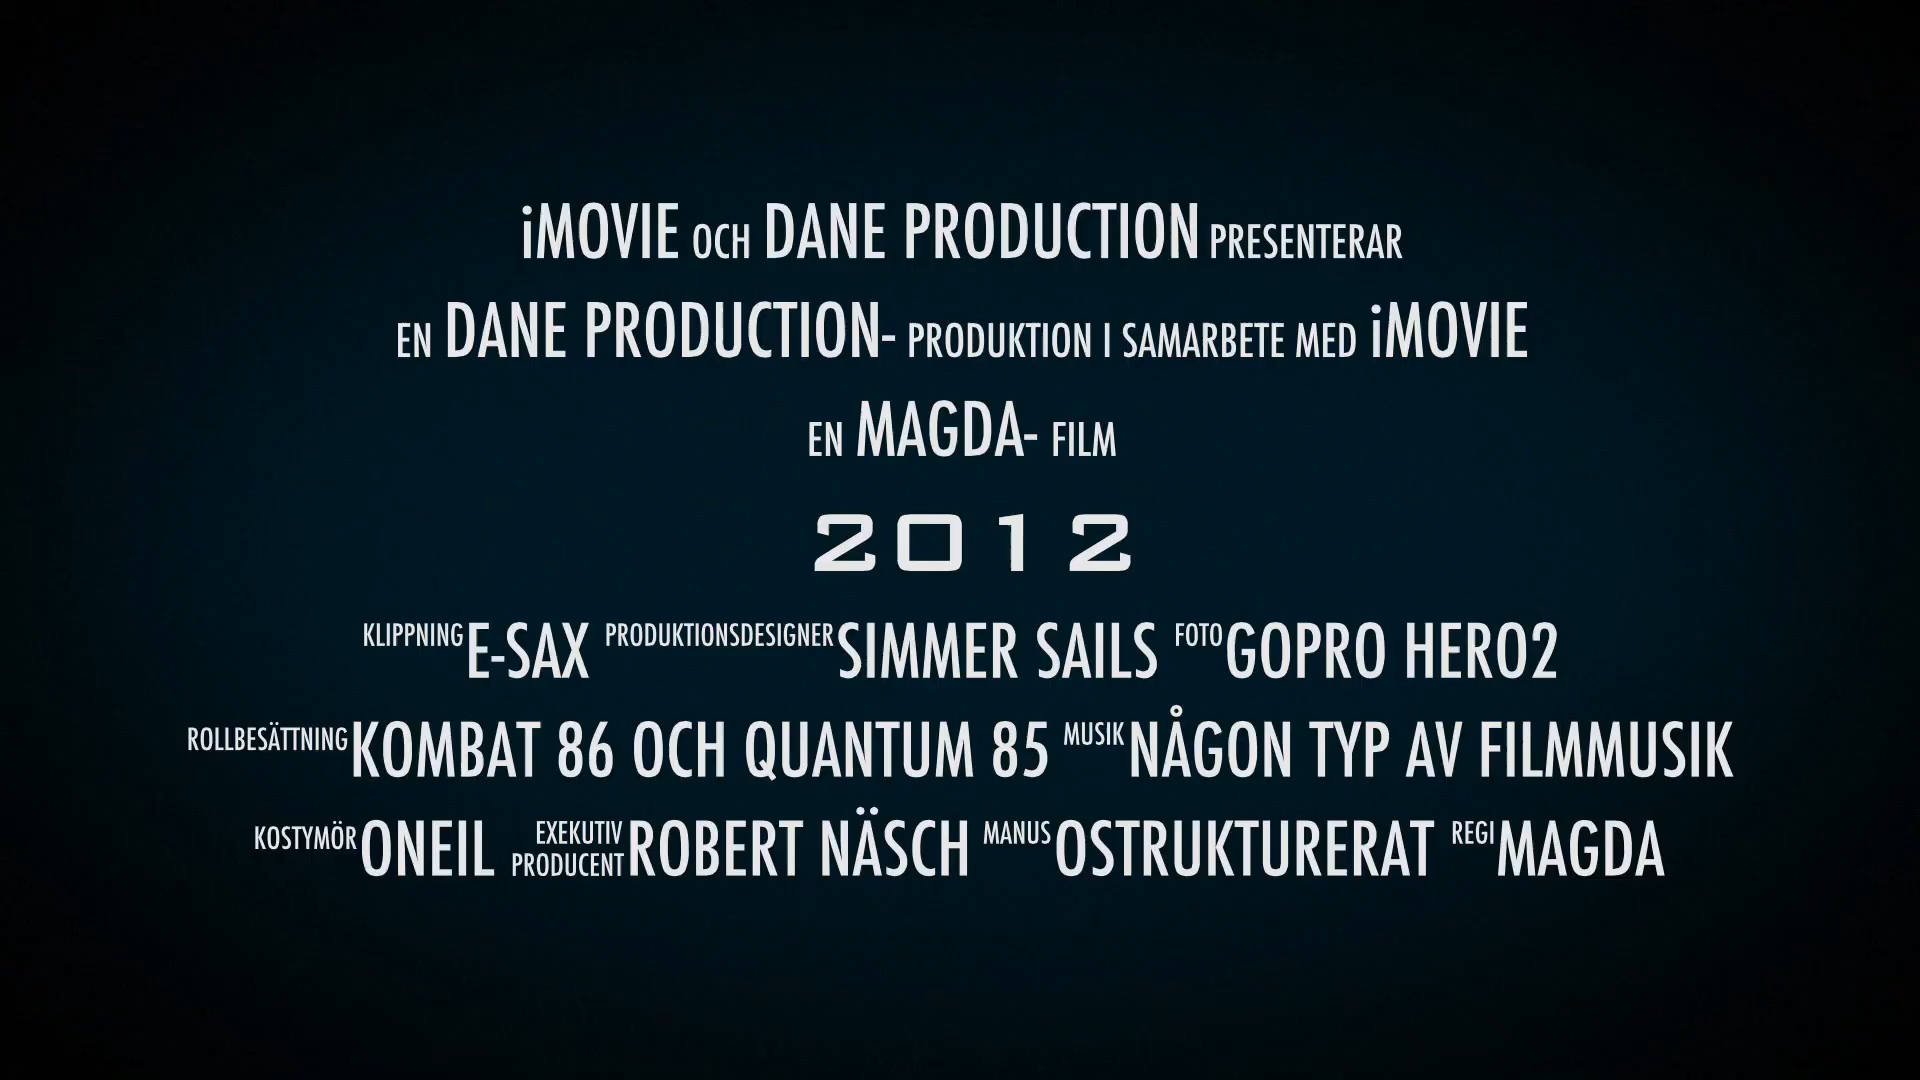 iMOVIE OCH DANE PRODUCTION PRESENTERAR
EN DANE PRODUCTION- PRODUKTION I SAMARBETE MED iMOVIE
EN MAGDA- FILM
2012
KLIPPNING E-SAX PRODUKTIONSDESIGNER SIMMER SAILS FOTO GOPRO HERO2
ROLLBESÄTTNING KOMBAT 86 OCH QUANTUM 85 MUSIK NÅGON TYP AV FILMMUSIK
KOSTYMÖR ONEIL EXEKUTIV PRODUCENT ROBERT NÄSCH MANUS OSTRUKTURERAT REGI MAGDA